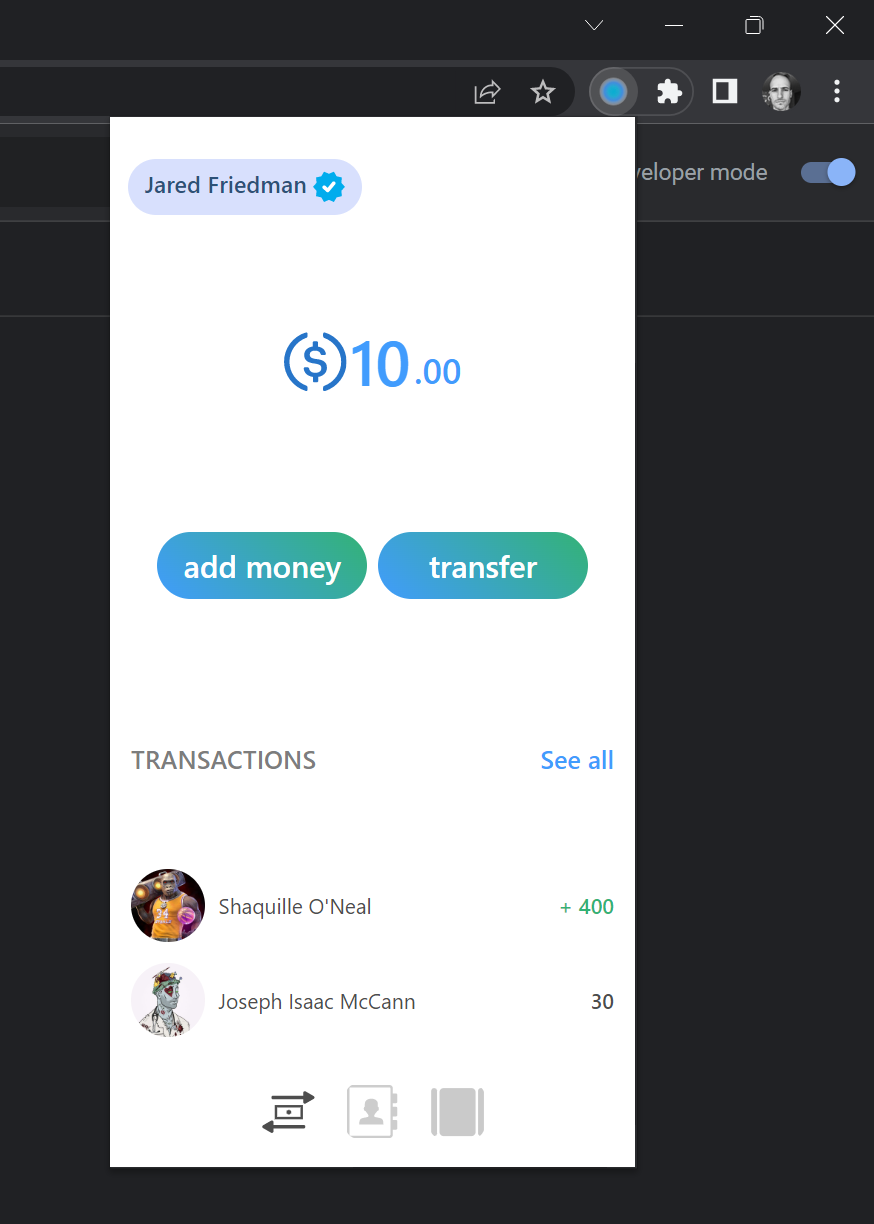 veloper mode
Jared Friedman
$10.00
add money
transfer
TRANSACTIONS
See all
Shaquille O'Neal
+ 400
34
Joseph Isaac McCann
30